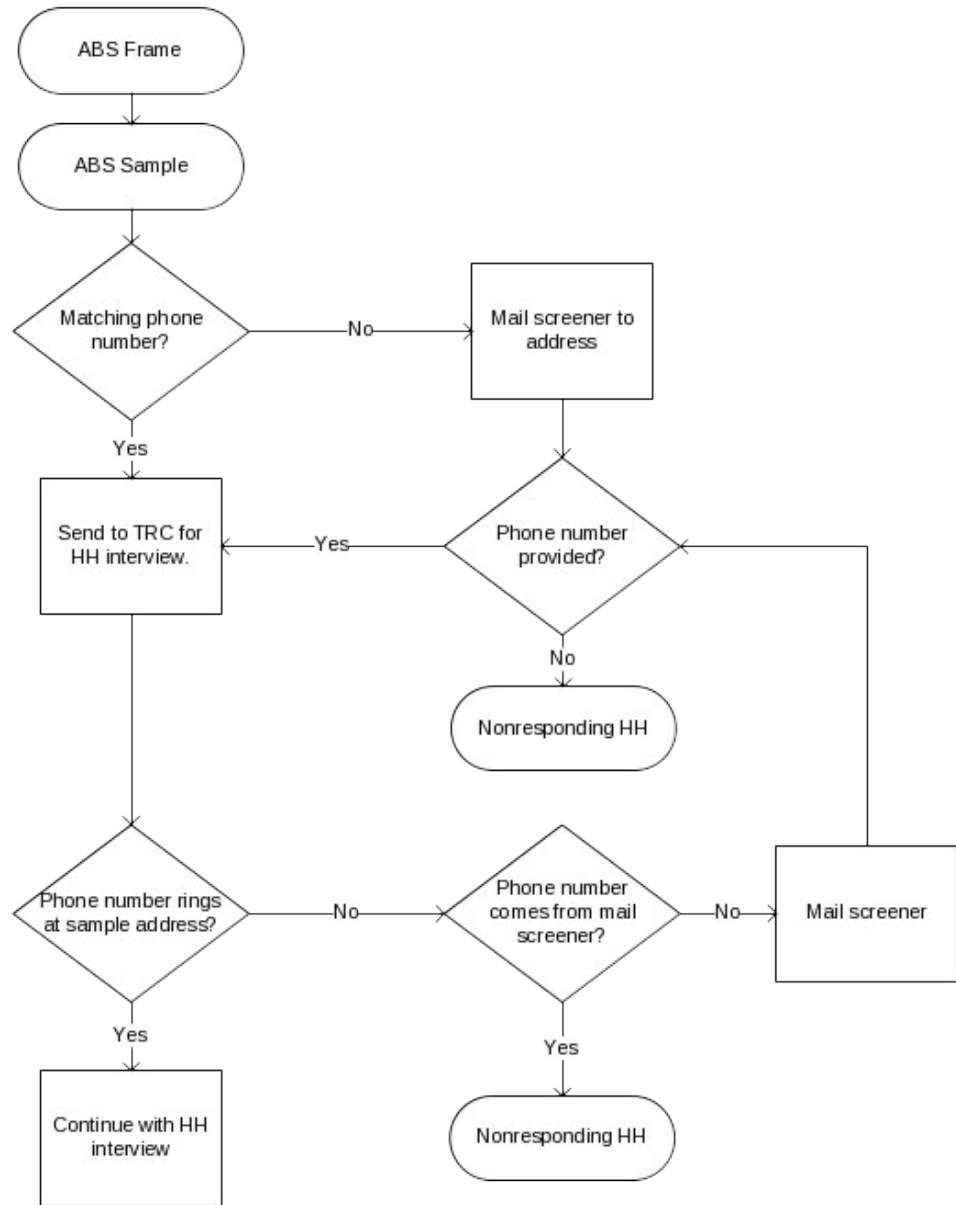 ABS Frame
ABS Sample
Matching phone
number?
No
Mail screener to
address
Yes
Send to TRC for
HH interview.
Yes
Phone number
provided?
No
Nonresponding HH
Phone number rings
at sample address?
No
Phone number
comes from mail
screener?
No
Mail screener
Yes
Continue with HH
interview
Yes
Nonresponding HH